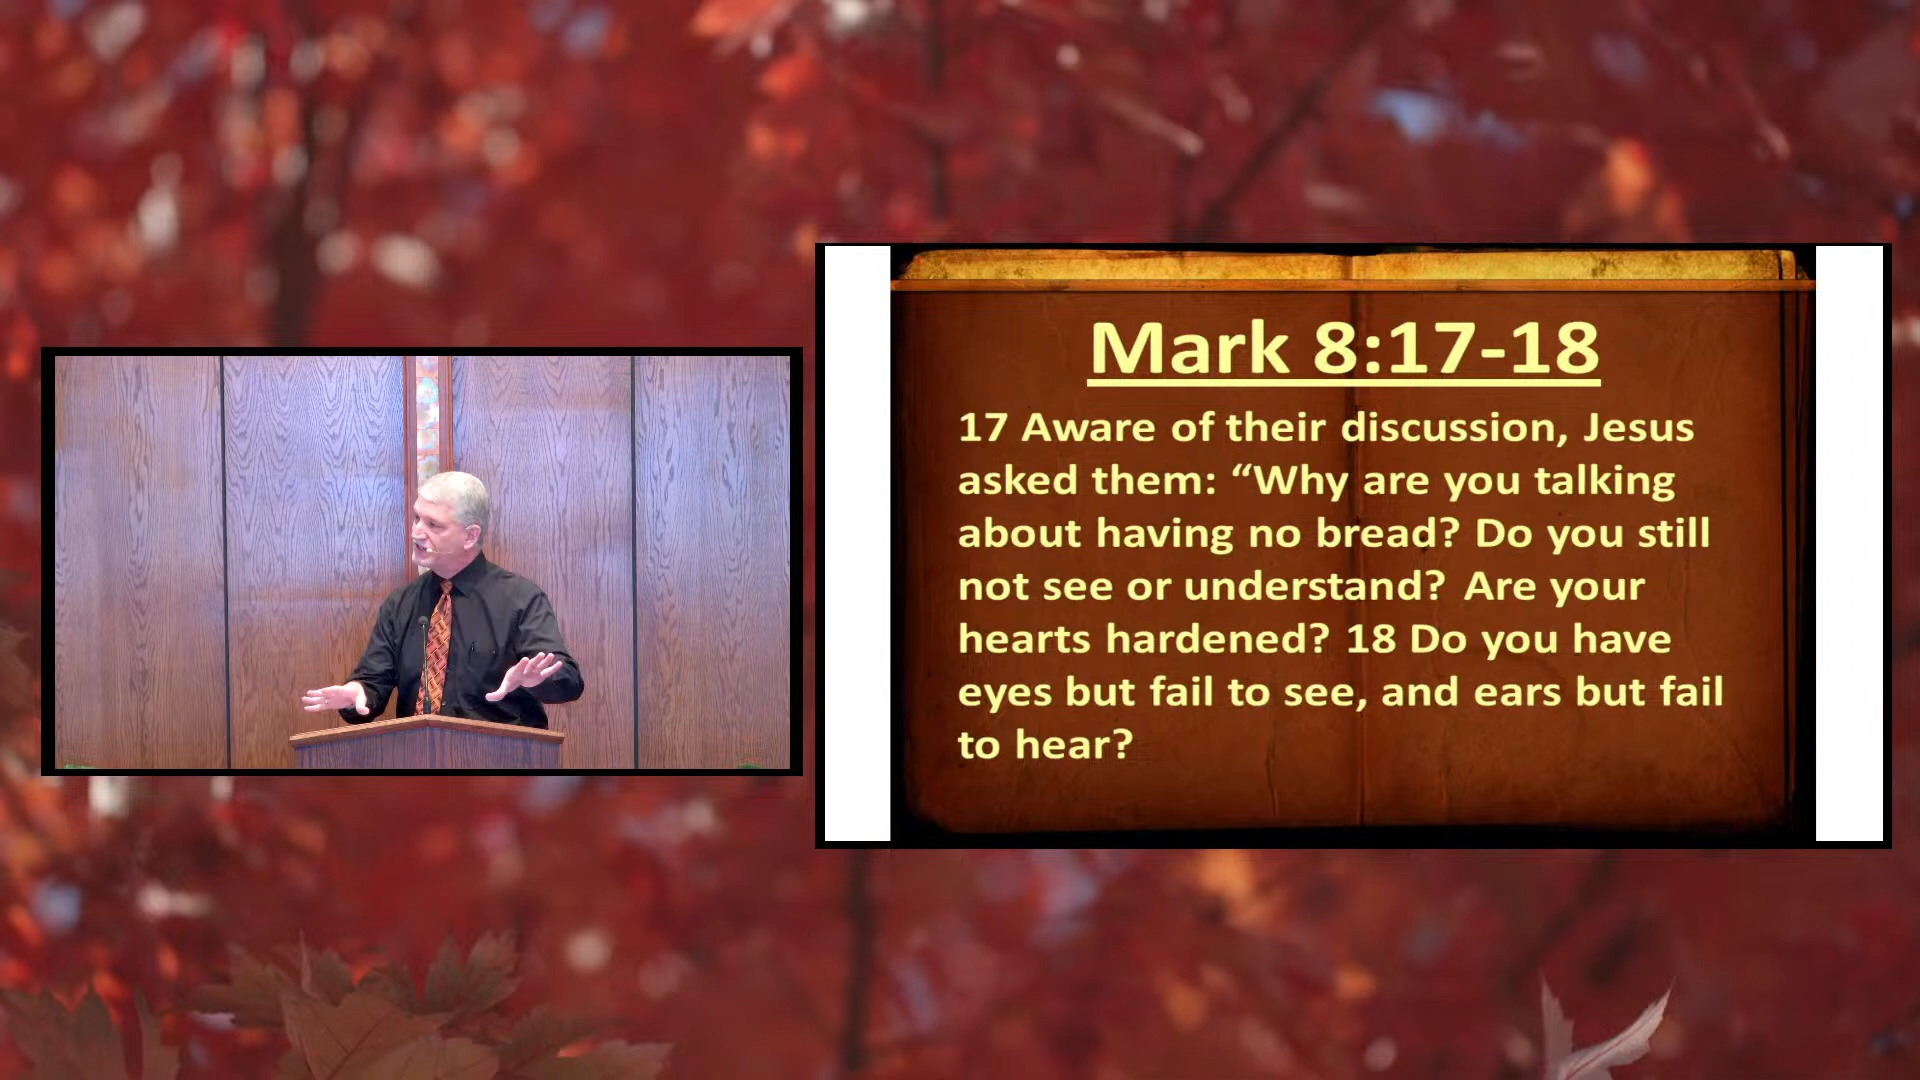 Mark 8:17-18
17 Aware of their discussion, Jesus
asked them: “Why are you talking
about having no bread? Do you still
not see or understand? Are your
hearts hardened? 18 Do you have
eyes but fail to see, and ears but fail
to hear?